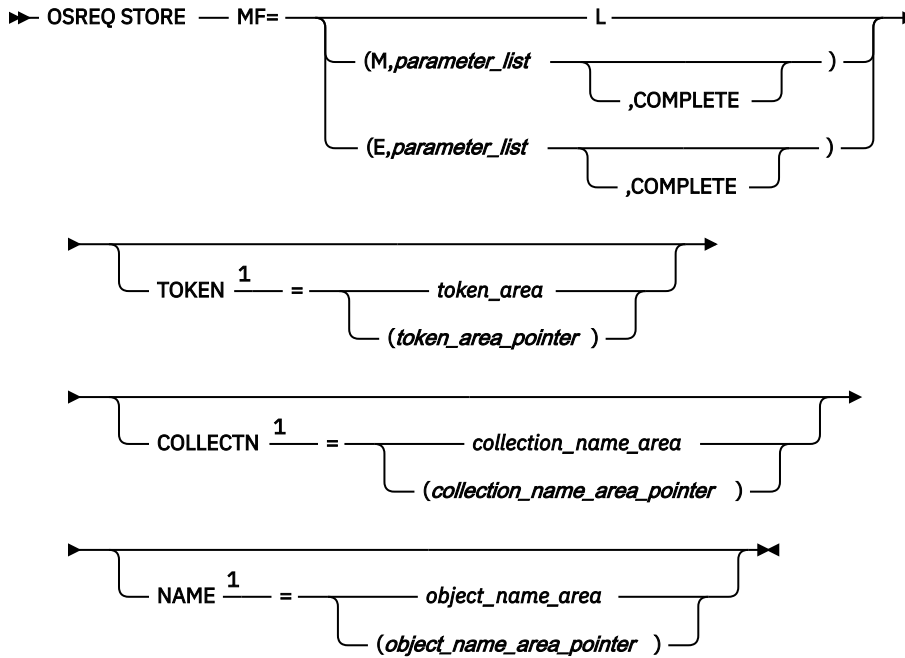 OSREQ STORE MF= L
(M,parameter_list )
,COMPLETE
(E,parameter_list )
,COMPLETE
TOKEN 1 = token_area
(token_area_pointer )
COLLECTN 1 = collection_name_area
(collection_name_area_pointer )
NAME 1 = object_name_area
(object_name_area_pointer )